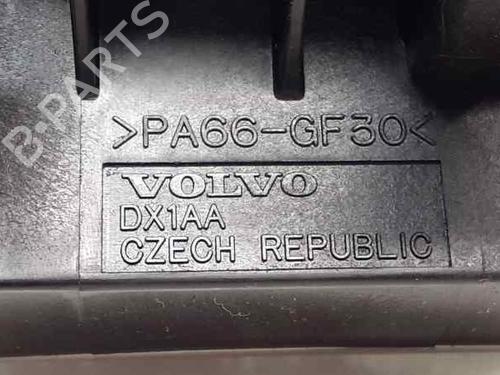 B-PARTS
>PA66-GF30<
VOLVO
DX1AA
CZECH REPUBLIC